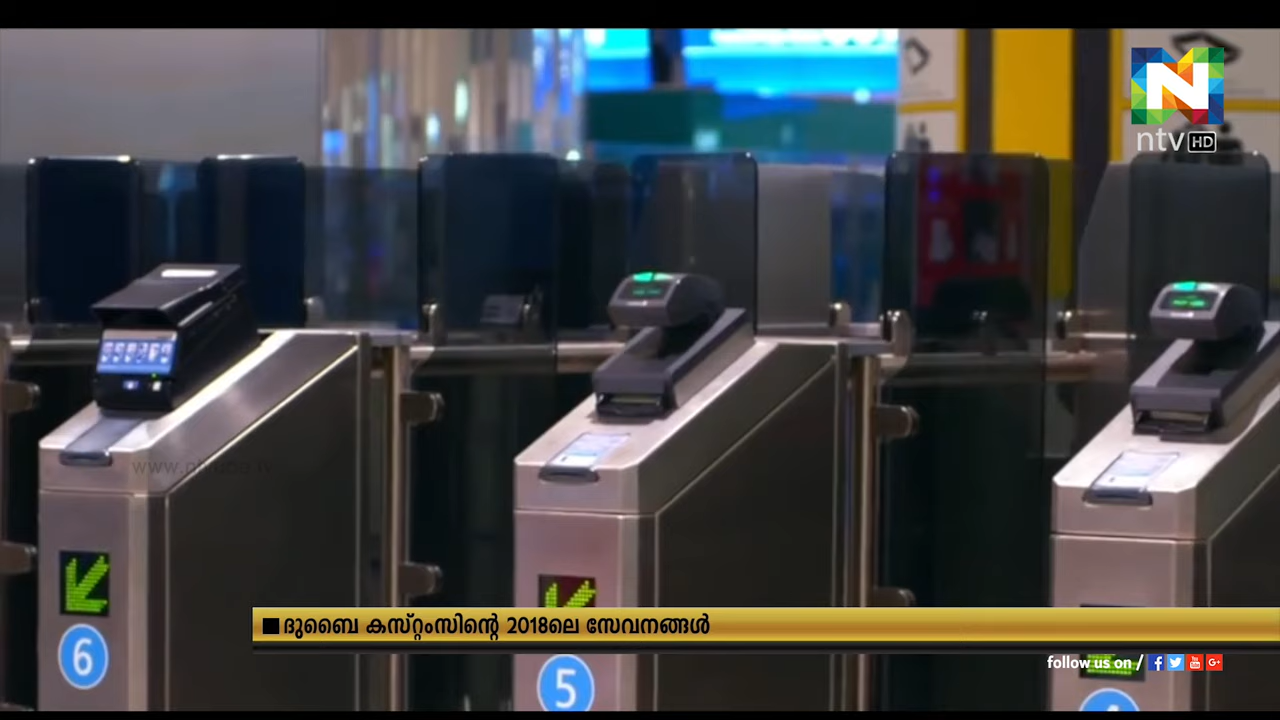 N
ntv HD
■ ദുബൈ കസ്റ്റംസിന്റെ 2018ലെ സേവനങ്ങൾ
6
5
follow us on /